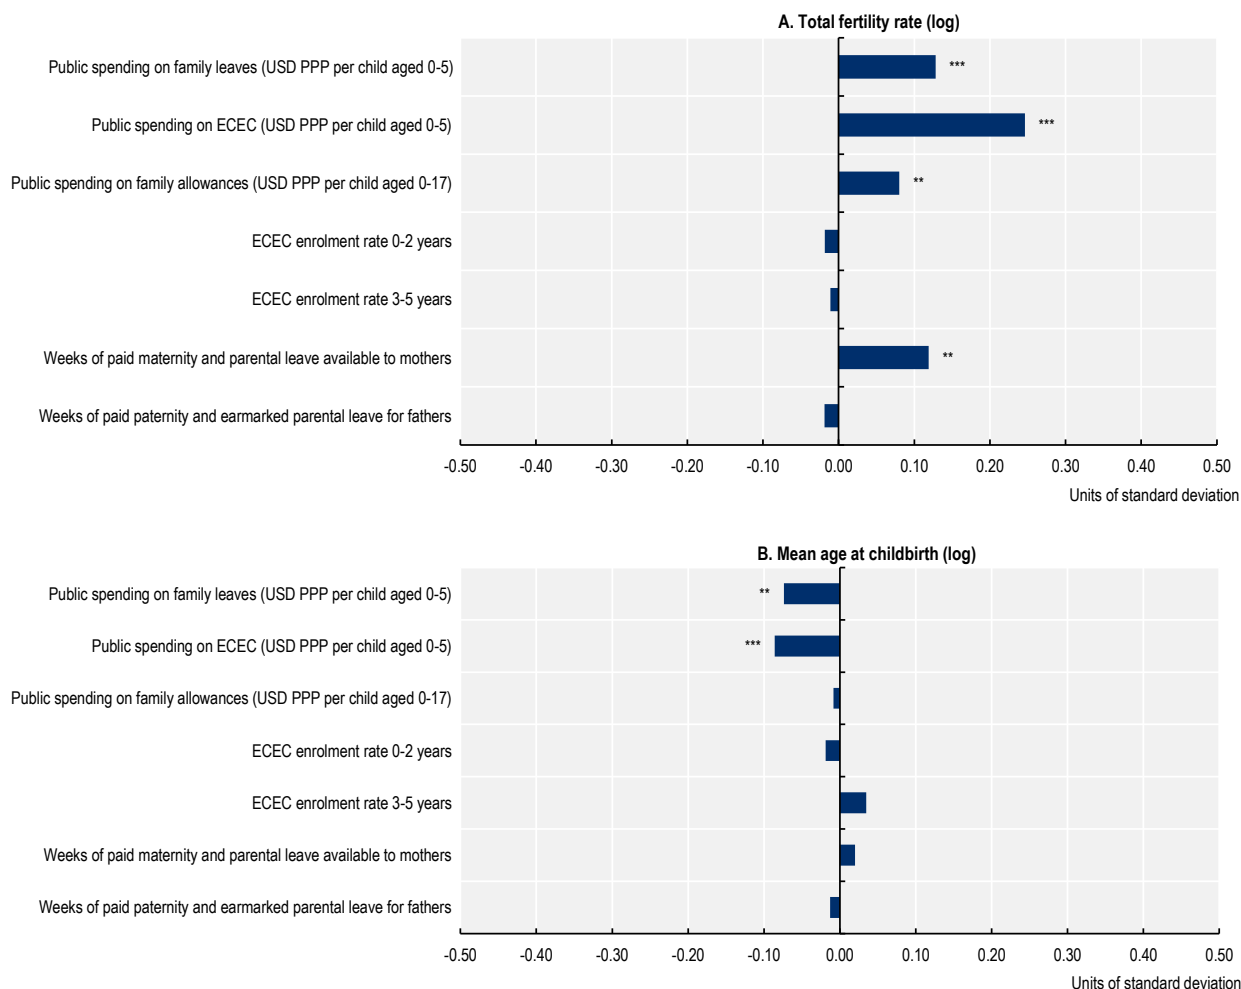 A. Total fertility rate (log)
Public spending on family leaves (USD PPP per child aged 0-5)
***
Public spending on ECEC (USD PPP per child aged 0-5)
***
Public spending on family allowances (USD PPP per child aged 0-17)
**
ECEC enrolment rate 0-2 years
ECEC enrolment rate 3-5 years
Weeks of paid maternity and parental leave available to mothers
**
Weeks of paid paternity and earmarked parental leave for fathers
-0.50 -0.40 -0.30 -0.20 -0.10 0.00 0.10 0.20 0.30 0.40 0.50
Units of standard deviation
B. Mean age at childbirth (log)
Public spending on family leaves (USD PPP per child aged 0-5)
**
Public spending on ECEC (USD PPP per child aged 0-5)
***
Public spending on family allowances (USD PPP per child aged 0-17)
ECEC enrolment rate 0-2 years
ECEC enrolment rate 3-5 years
Weeks of paid maternity and parental leave available to mothers
Weeks of paid paternity and earmarked parental leave for fathers
-0.50 -0.40 -0.30 -0.20 -0.10 0.00 0.10 0.20 0.30 0.40 0.50
Units of standard deviation